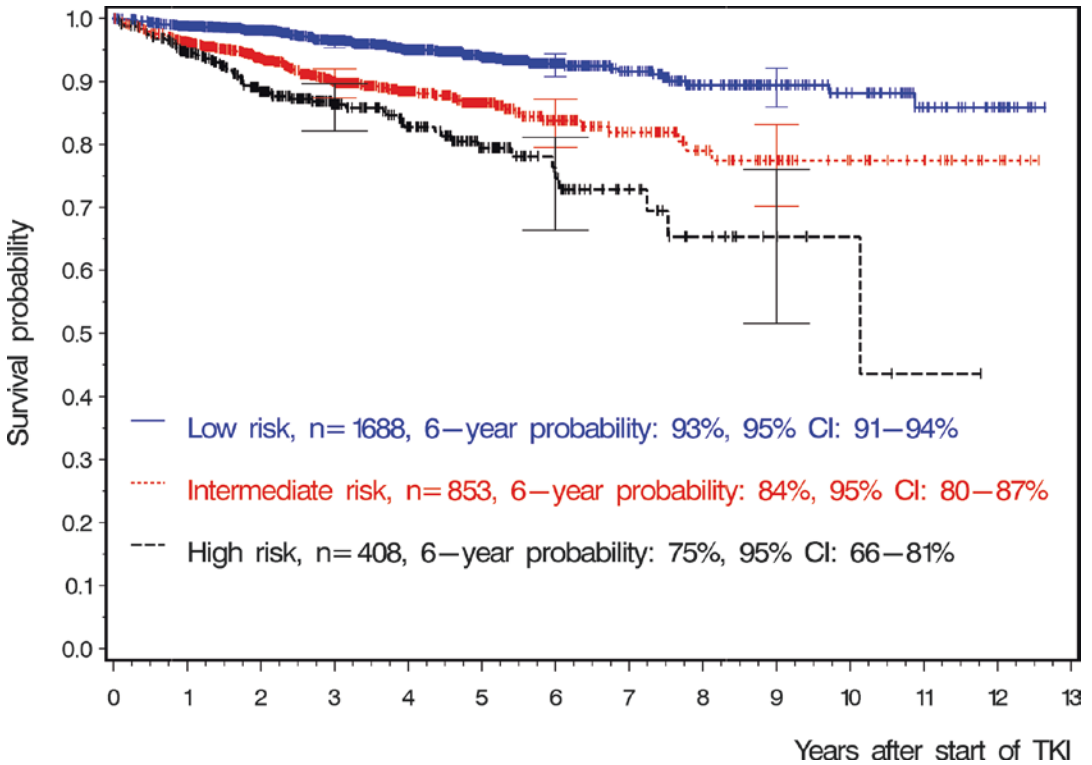 Survival probability
1.0
0.9
0.8
0.7
0.6
0.5
0.4
0.3
0.2
0.1
0.0
Low risk, n=1688, 6–year probability: 93%, 95% CI: 91–94%
Intermediate risk, n=853, 6–year probability: 84%, 95% CI: 80–87%
High risk, n=408, 6–year probability: 75%, 95% CI: 66–81%
0 1 2 3 4 5 6 7 8 9 10 11 12 13
Years after start of TKI